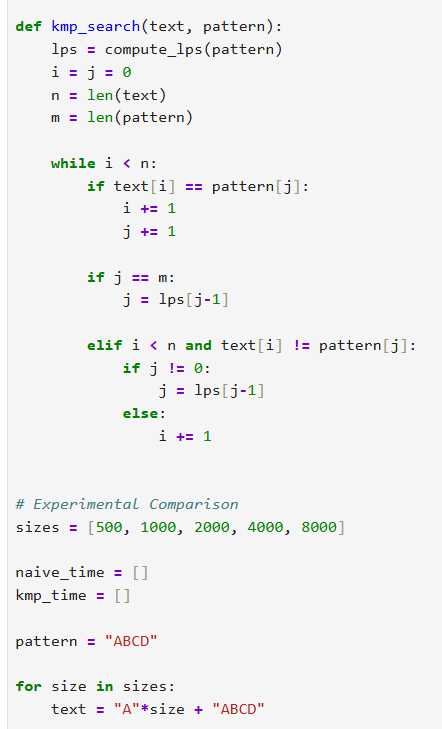 def kmp_search(text, pattern):
    lps = compute_lps(pattern)
    i = j = 0
    n = len(text)
    m = len(pattern)

    while i < n:
        if text[i] == pattern[j]:
            i += 1
            j += 1

        if j == m:
            j = lps[j-1]

        elif i < n and text[i] != pattern[j]:
            if j != 0:
                j = lps[j-1]
            else:
                i += 1


# Experimental Comparison
sizes = [500, 1000, 2000, 4000, 8000]

naive_time = []
kmp_time = []

pattern = "ABCD"

for size in sizes:
    text = "A"*size + "ABCD"